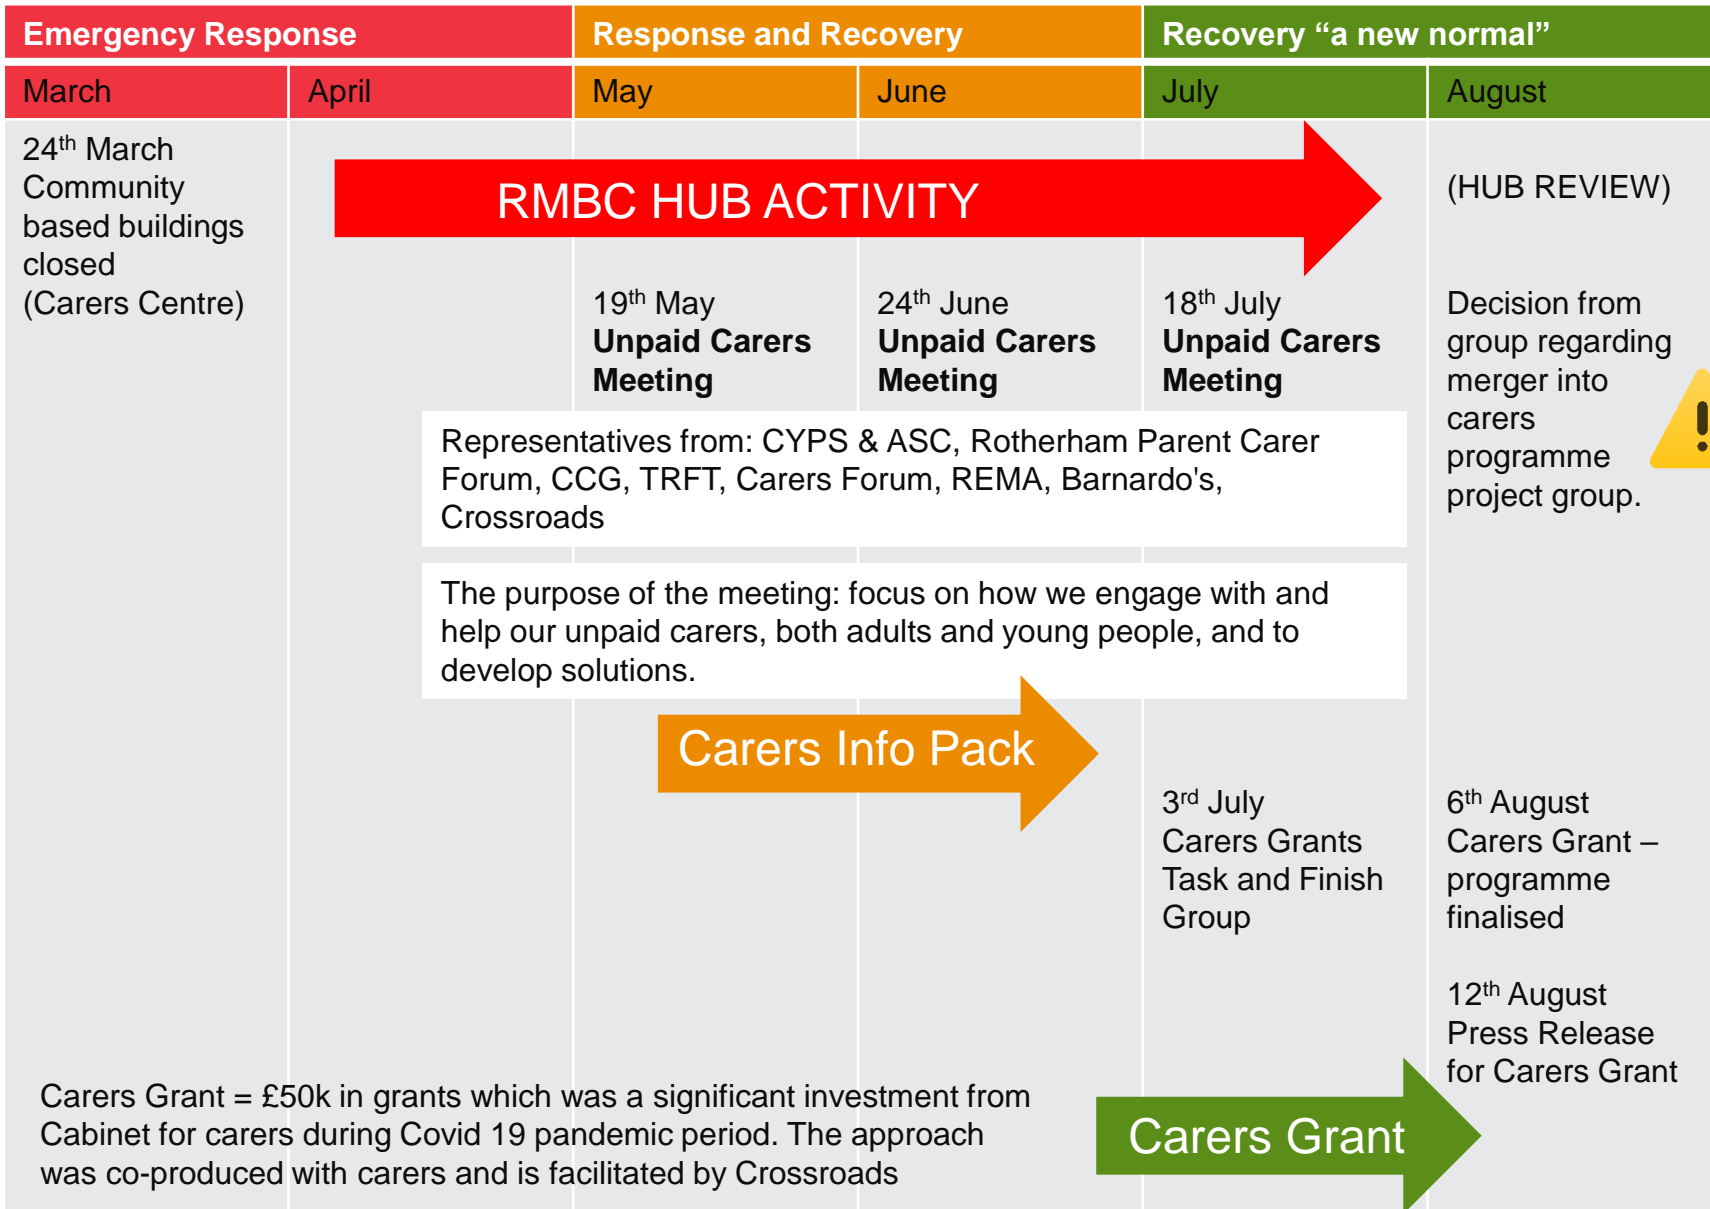 Emergency Response
Response and Recovery
Recovery “a new normal”
March
April
May
June
July
August
24th March
Community
based buildings
closed
(Carers Centre)
RMBC HUB ACTIVITY
(HUB REVIEW)
19th May
Unpaid Carers
Meeting
24th June
Unpaid Carers
Meeting
18th July
Unpaid Carers
Meeting
Decision from
group regarding
merger into
carers
programme
project group.
Representatives from: CYPS & ASC, Rotherham Parent Carer
Forum, CCG, TRFT, Carers Forum, REMA, Barnardo's,
Crossroads
The purpose of the meeting: focus on how we engage with and
help our unpaid carers, both adults and young people, and to
develop solutions.
Carers Info Pack
3rd July
Carers Grants
Task and Finish
Group
6th August
Carers Grant –
programme
finalised
12th August
Press Release
for Carers Grant
Carers Grant = £50k in grants which was a significant investment from
Cabinet for carers during Covid 19 pandemic period. The approach
was co-produced with carers and is facilitated by Crossroads
Carers Grant